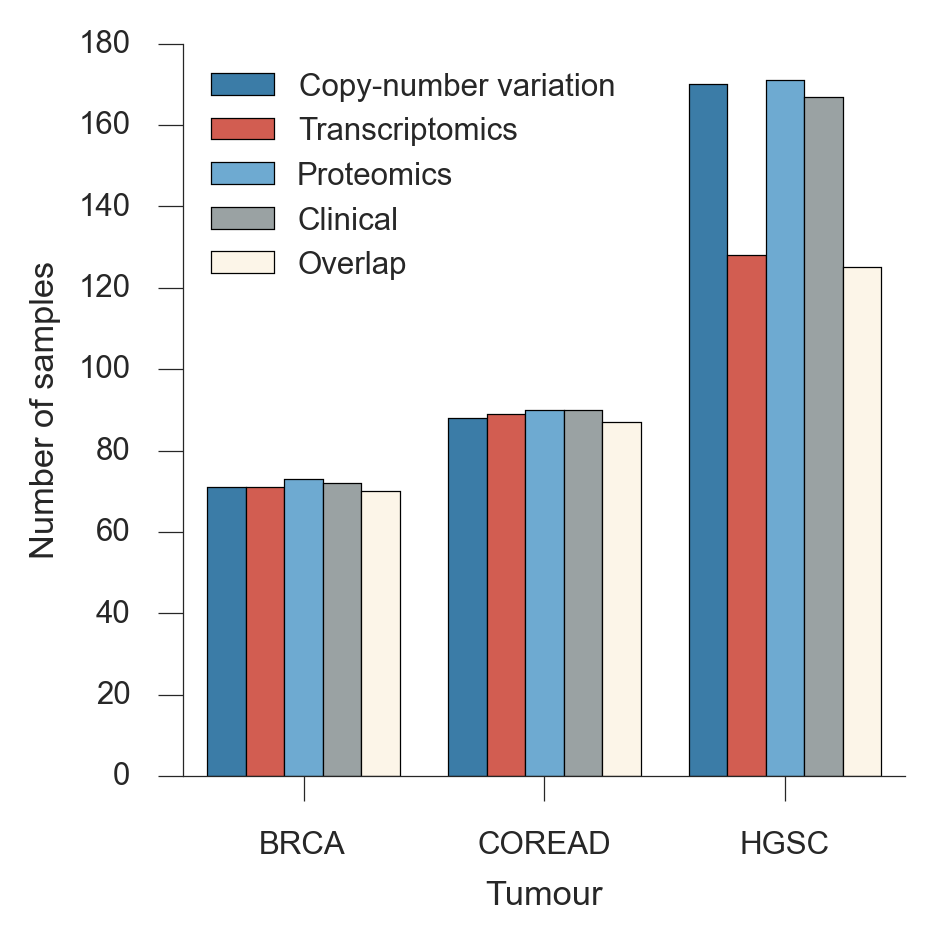 180
160
140
120
100
80
60
40
20
0
Number of samples
Copy-number variation
Transcriptomics
Proteomics
Clinical
Overlap
BRCA COREAD HGSC
Tumour